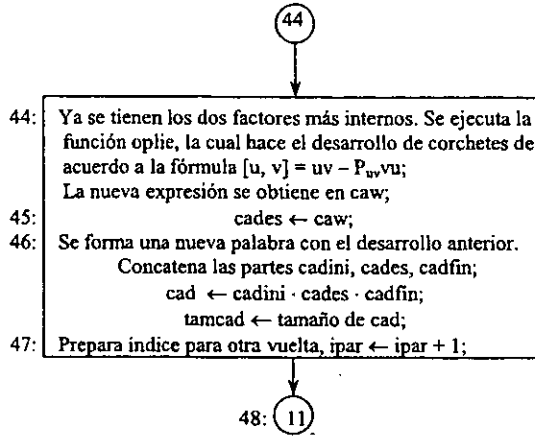 44
44: Ya se tienen los dos factores más internos. Se ejecuta la
función oplie, la cual hace el desarrollo de corchetes de
acuerdo a la fórmula [u, v] = uv – Puvvu;
La nueva expresión se obtiene en caw;
45: cades ← caw;
46: Se forma una nueva palabra con el desarrollo anterior.
Concatena las partes cadini, cades, cadfin;
cad ← cadini · cades · cadfin;
tamcad ← tamaño de cad;
47: Prepara índice para otra vuelta, ipar ← ipar + 1;
48: 11